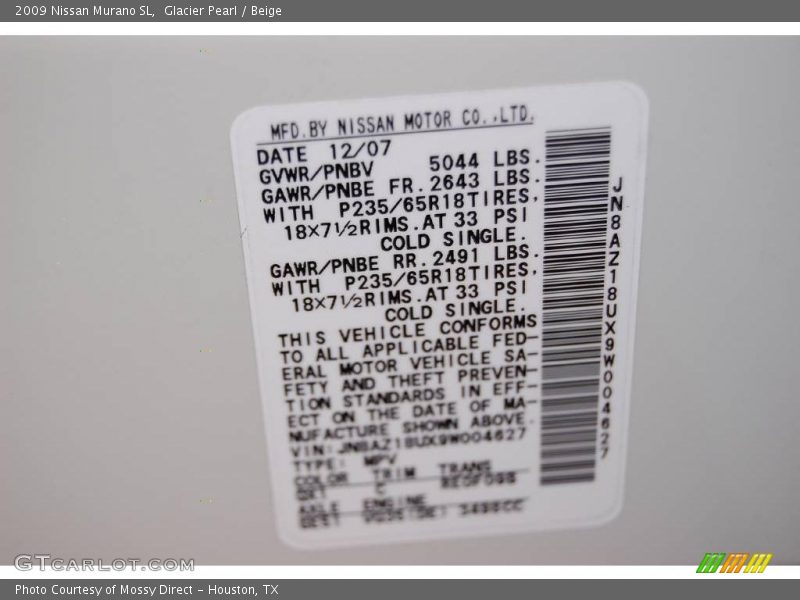 2009 Nissan Murano SL, Glacier Pearl / Beige
MFD.BY NISSAN MOTOR CO.,LTD.
DATE 12/07
GVWR/PNBV 5044 LBS.
GAWR/PNBE FR.2643 LBS.
WITH P235/65R18TIRES,
18×7½RIMS.AT 33 PSI
COLD SINGLE.
GAWR/PNBE RR.2491 LBS.
WITH P235/65R18TIRES,
18×7½RIMS.AT 33 PSI
COLD SINGLE.
THIS VEHICLE CONFORMS
TO ALL APPLICABLE FED-
ERAL MOTOR VEHICLE SA-
FETY AND THEFT PREVEN-
TION STANDARDS IN EFF-
ECT ON THE DATE OF MA-
NUFACTURE SHOWN ABOVE.
VIN: JN8AZ18UX9W004627
TYPE: MPV
COLOR TRIM TRANS
C
AXLE ENGINE
3498CC
JN8AZ18UX9W004627
GTCARLOT.COM
Photo Courtesy of Mossy Direct – Houston, TX